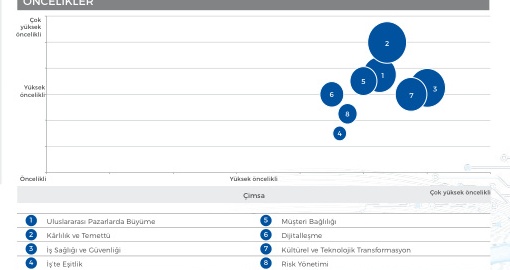 ÖNCELİKLER
Çok
yüksek
öncelikli
2
1
5
3
6
7
8
Yüksek
öncelikli
4
Öncelikli
Yüksek öncelikli
Çok yüksek öncelikli
Çimsa
1 Uluslararası Pazarlarda Büyüme
2 Kârlılık ve Temettü
3 İş Sağlığı ve Güvenliği
4 İş'te Eşitlik
5 Müşteri Bağlılığı
6 Dijitalleşme
7 Kültürel ve Teknolojik Transformasyon
8 Risk Yönetimi